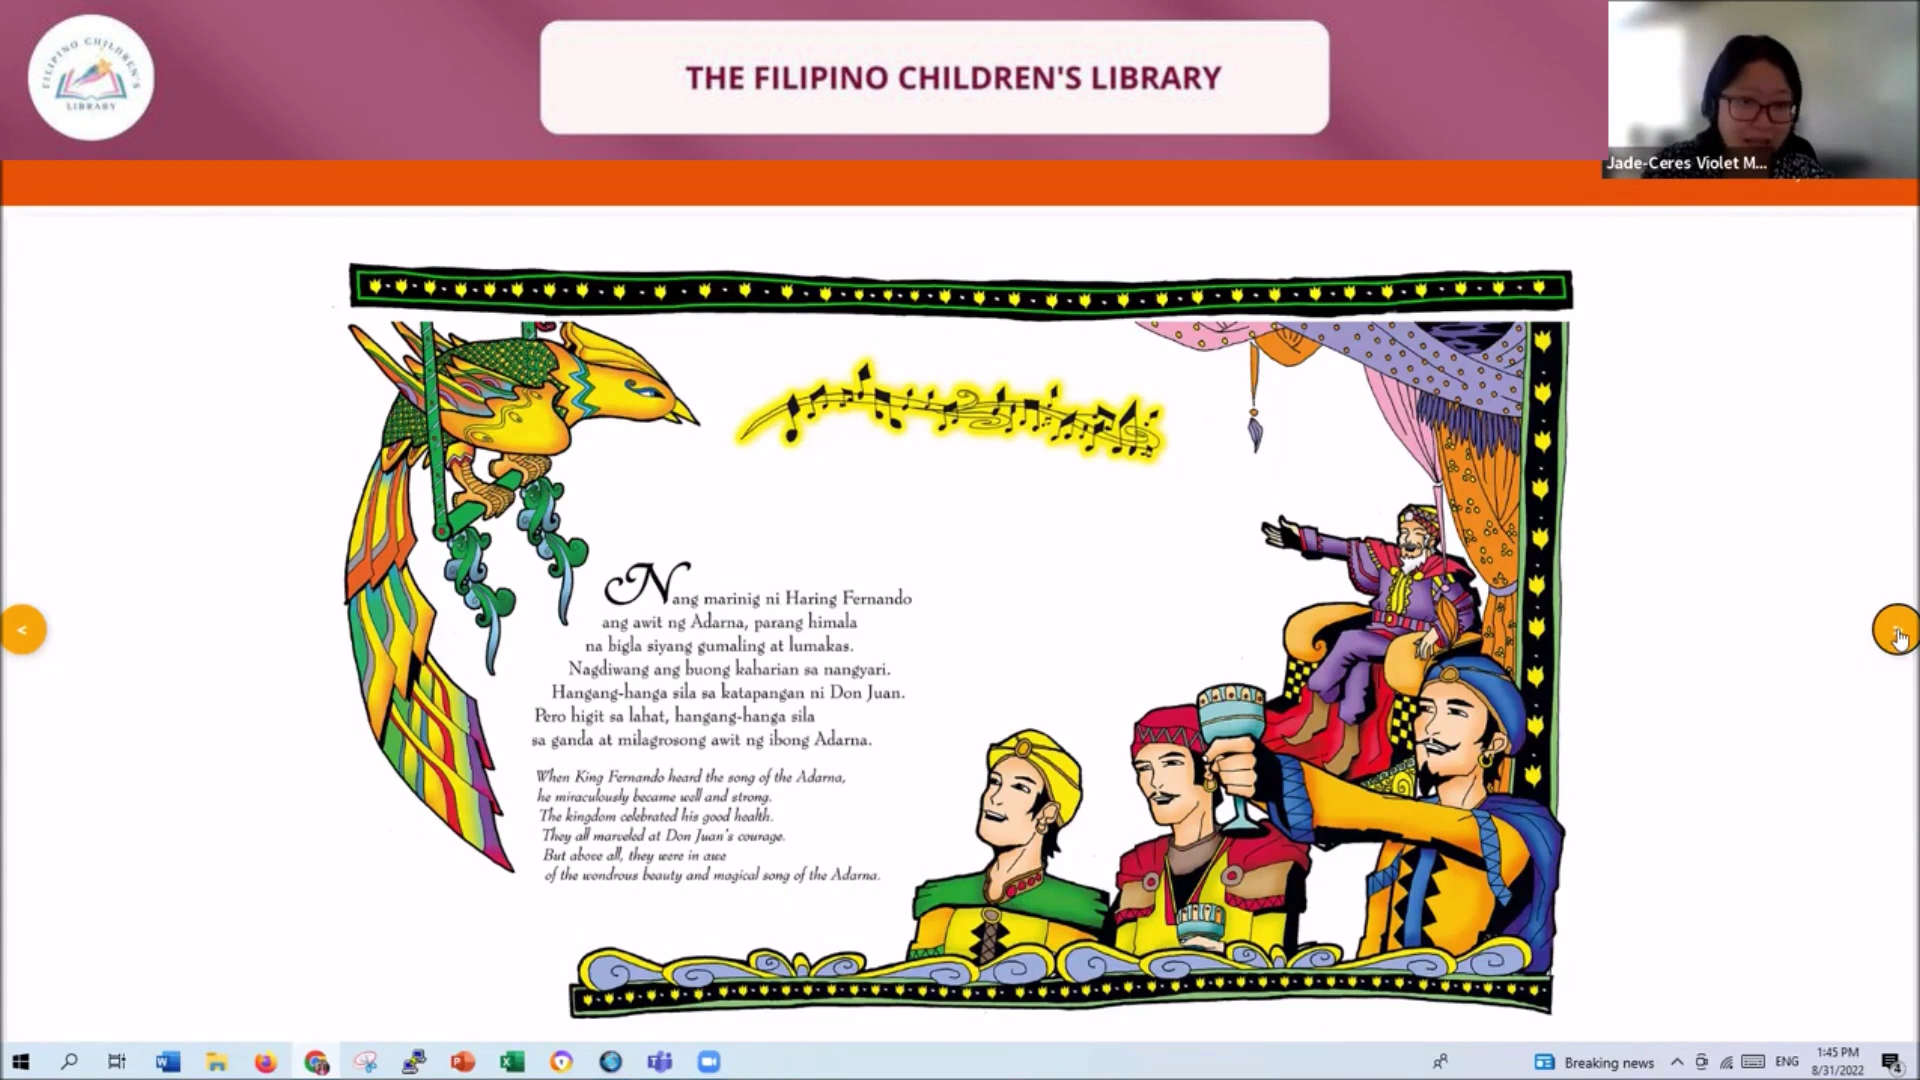 FILIPINO CHILDREN'S
LIBRARY
THE FILIPINO CHILDREN'S LIBRARY
Jade-Ceres Violet M...
<
Nang marinig ni Haring Fernando
ang awit ng Adarna, parang himala
na bigla siyang gumaling at lumakas.
Nagdiwang ang buong kaharian sa nangyari.
Hangang-hanga sila sa katapangan ni Don Juan.
Pero higit sa lahat, hangang-hanga sila
sa ganda at milagrosong awit ng ibong Adarna.
When King Fernando heard the song of the Adarna,
he miraculously became well and strong.
The kingdom celebrated his good health.
They all marveled at Don Juan's courage.
But above all, they were in awe
of the wondrous beauty and magical song of the Adarna.
Breaking news
ENG
1:45 PM
8/31/2022
4